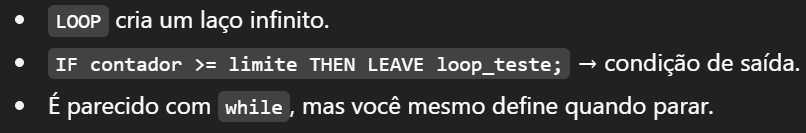 • LOOP cria um laço infinito.
• IF contador >= limite THEN LEAVE loop_teste; → condição de saída.
• É parecido com while, mas você mesmo define quando parar.